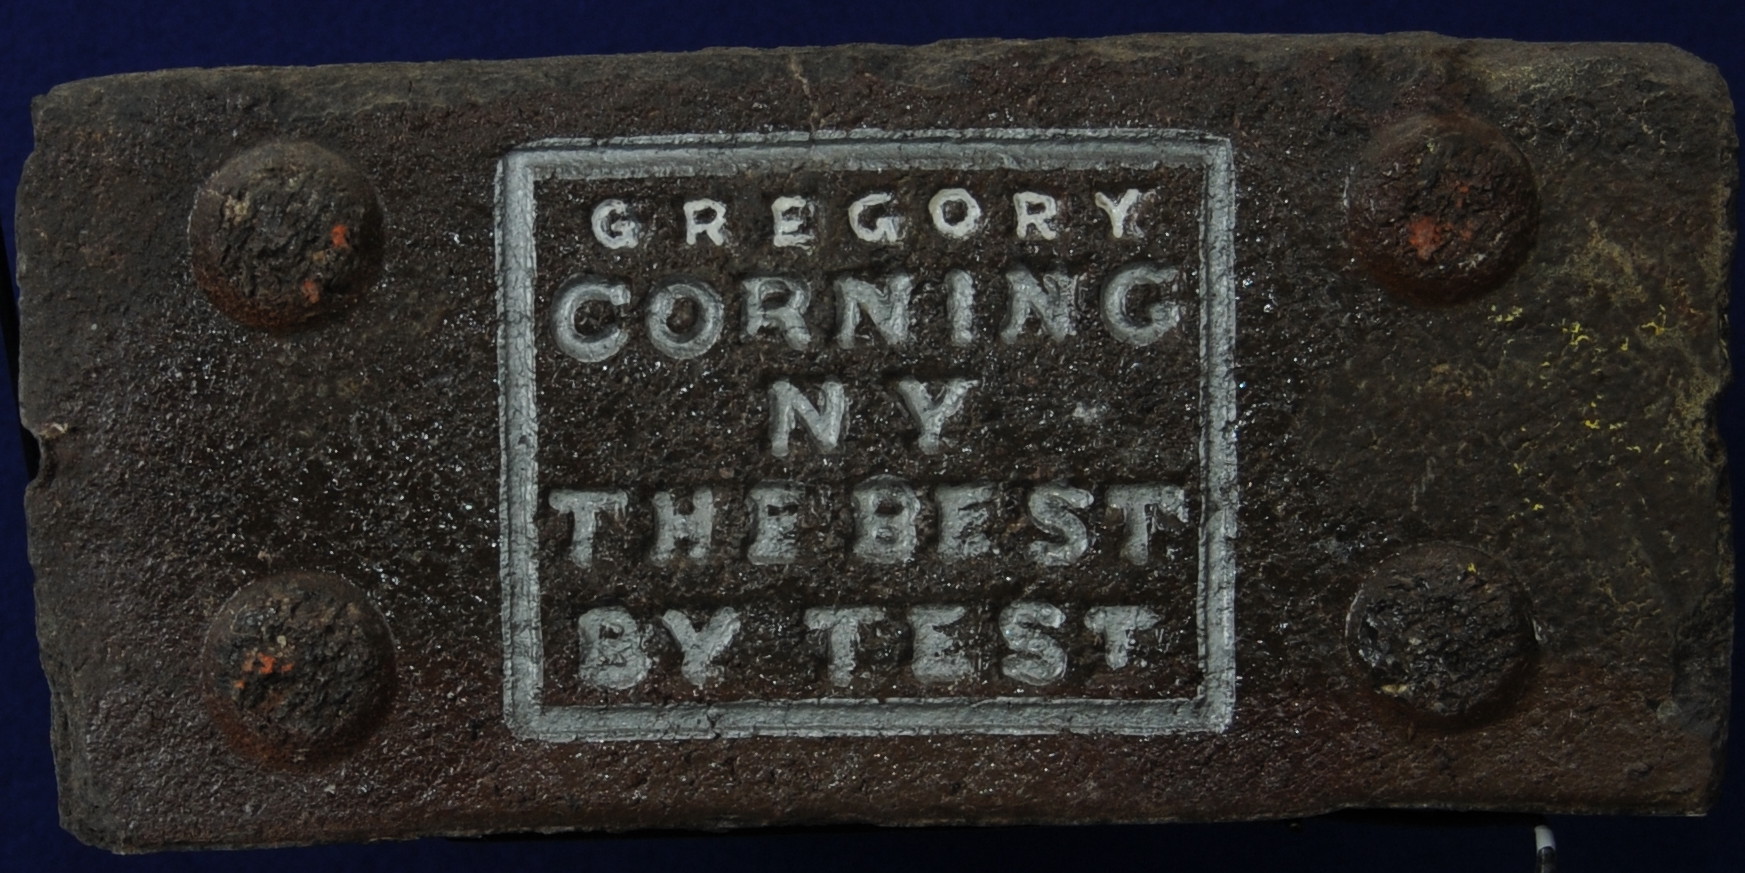 GREGORY
CORNING
NY
THE BEST
BY TEST